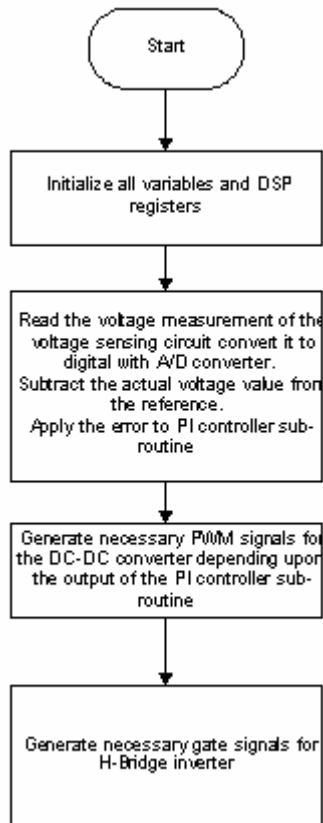 Start
Initialize all variables and DSP
registers
Read the voltage measurement of the
voltage sensing circuit convert it to
digital with A/D converter.
Subtract the actual voltage value from
the reference.
Apply the error to PI controller sub-
routine
Generate necessary PWM signals for
the DC-DC converter depending upon
the output of the PI controller sub-
routine
Generate necessary gate signals for
H-Bridge inverter